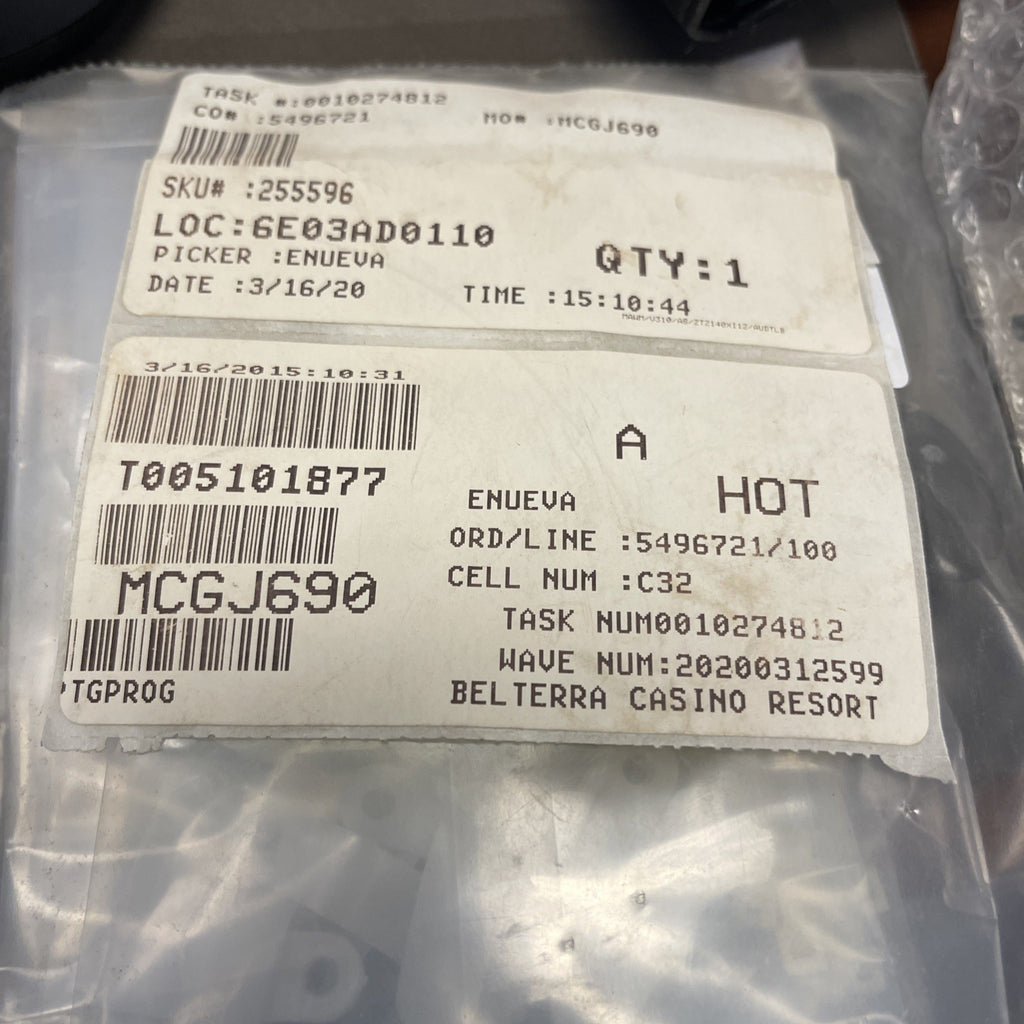 TASK #:0010274812
CO# :5496721
MO# :MCGJ690
SKU# :255596
LOC:6E03AD0110
QTY:1
PICKER :ENUEVA
DATE :3/16/20
TIME :15:10:44
3/16/2015:10:31
A
T005101877
ENUEVA
HOT
ORD/LINE :5496721/100
MCGJ690
CELL NUM :C32
TASK NUM0010274812
WAVE NUM:20200312599
*TGPROG
BELTERRA CASINO RESORT